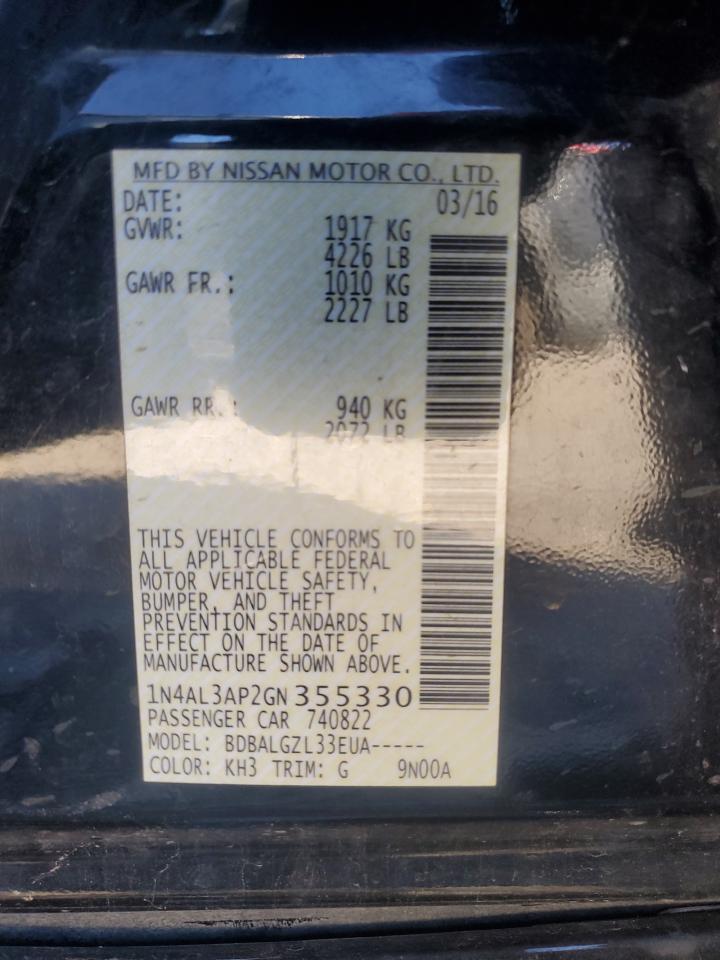 MFD BY NISSAN MOTOR CO., LTD.
DATE: 03/16
GVWR: 1917 KG
4226 LB
GAWR FR.: 1010 KG
2227 LB
GAWR RR.: 940 KG
2072 LB
THIS VEHICLE CONFORMS TO
ALL APPLICABLE FEDERAL
MOTOR VEHICLE SAFETY,
BUMPER, AND THEFT
PREVENTION STANDARDS IN
EFFECT ON THE DATE OF
MANUFACTURE SHOWN ABOVE.
1N4AL3AP2GN355330
PASSENGER CAR 740822
MODEL: BDBALGZL33EUA-----
COLOR: KH3 TRIM: G 9N00A